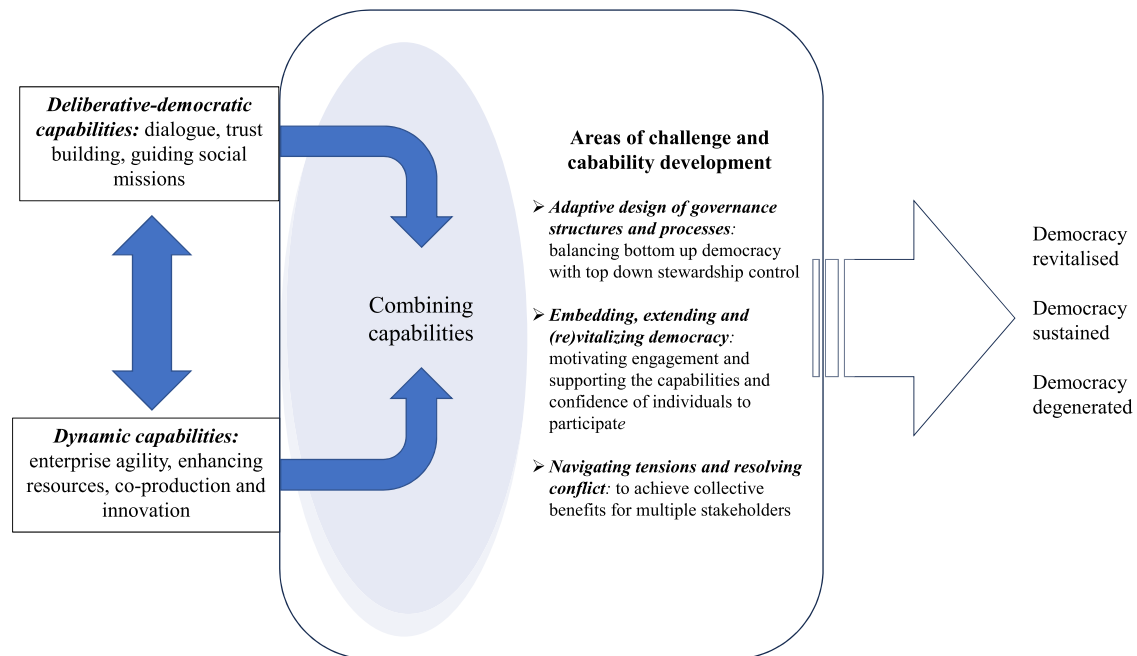 Deliberative-democratic
capabilities: dialogue, trust
building, guiding social
missions
Dynamic capabilities:
enterprise agility, enhancing
resources, co-production and
innovation
Combining
capabilities
Areas of challenge and
cabability development
➢ Adaptive design of governance
structures and processes:
balancing bottom up democracy
with top down stewardship control
➢ Embedding, extending and
(re)vitalizing democracy:
motivating engagement and
supporting the capabilities and
confidence of individuals to
participate
➢ Navigating tensions and resolving
conflict: to achieve collective
benefits for multiple stakeholders
Democracy
revitalised
Democracy
sustained
Democracy
degenerated